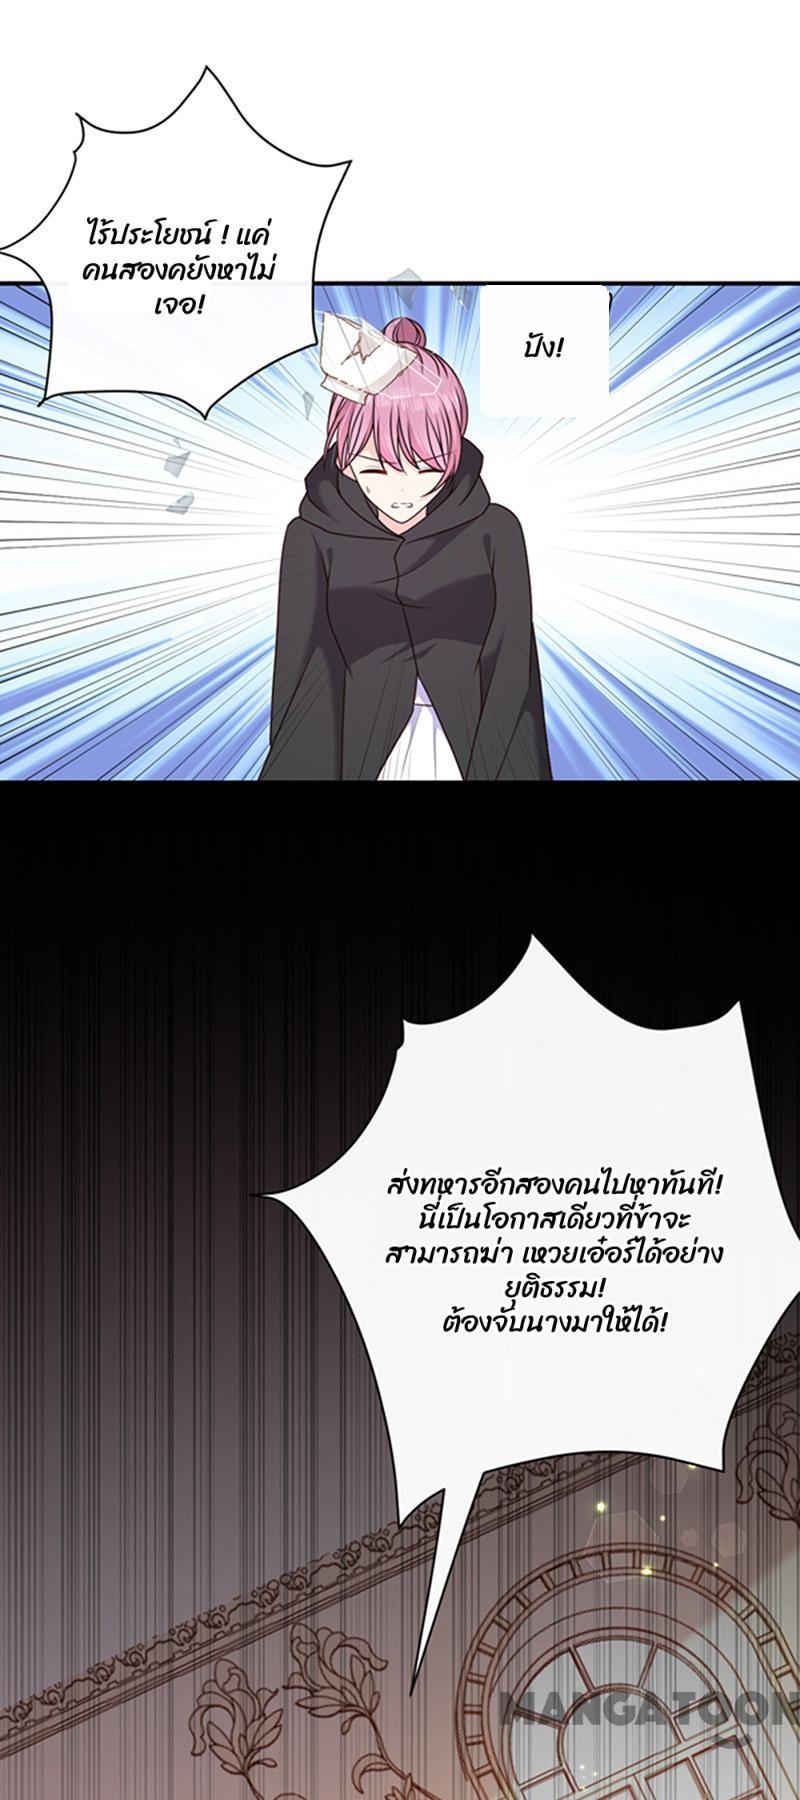 ไร้ประโยชน์ ! แค่
คนสองคยังหาไม่
เจอ!
ปัง!
ส่งทหารอีกสองคนไปหาทันที!
นี่เป็นโอกาสเดียวที่ข้าจะ
สามารถฆ่า เหวยเอ๋อร์ได้อย่าง
ยุติธรรม!
ต้องจับนางมาให้ได้!
MANGATOON